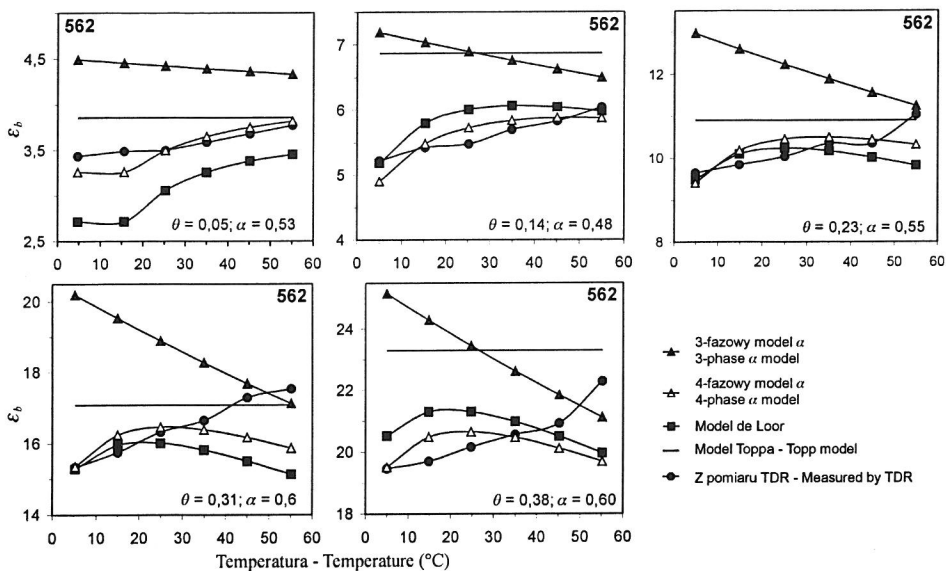 562
4,5
3,5
2,5
εb
0 10 20 30 40 50 60
θ = 0,05; α = 0,53
562
7
6
5
4
0 10 20 30 40 50 60
θ = 0,14; α = 0,48
562
12
10
8
0 10 20 30 40 50 60
θ = 0,23; α = 0,55
562
20
18
16
14
εb
0 10 20 30 40 50 60
θ = 0,31; α = 0,6
562
24
22
20
18
0 10 20 30 40 50 60
θ = 0,38; α = 0,60
Temperatura - Temperature (°C)
3-fazowy model α
3-phase α model
4-fazowy model α
4-phase α model
Model de Loor
Model Toppa - Topp model
Z pomiaru TDR - Measured by TDR